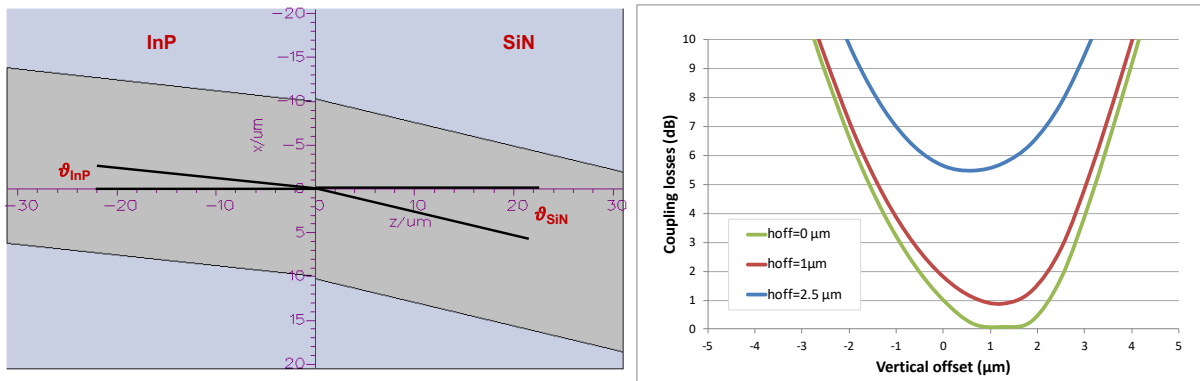 InP
SiN
-20
-15
-10
-5
0
5
10
15
20
x/um
-30
-20
-10
0
10
20
30
z/um
ϑInP
ϑSiN
10
9
8
7
6
5
4
3
2
1
0
Coupling losses (dB)
hoff=0 µm
hoff=1µm
hoff=2.5 µm
-5 -4 -3 -2 -1 0 1 2 3 4 5
Vertical offset (µm)